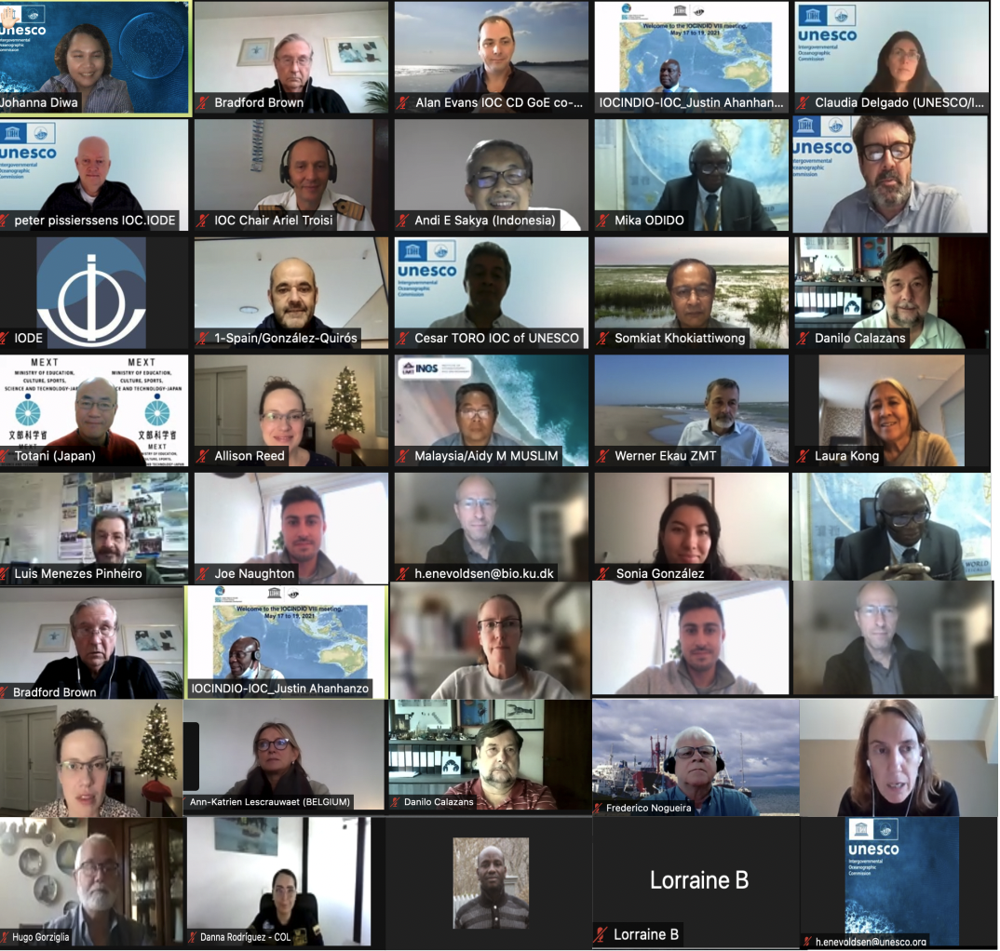 unesco
Intergovernmental
Oceanographic
Commission
Johanna Diwa
Bradford Brown
Alan Evans IOC CD GoE co-...
Welcome to the IOCINDIO VIII meeting,
May 17 to 19, 2021
IOCINDIO-IOC_Justin Ahanhan...
unesco
Intergovernmental
Oceanographic
Commission
Claudia Delgado (UNESCO/I...
unesco
Intergovernmental
Oceanographic
Commission
peter pissierssens IOC.IODE
IOC Chair Ariel Troisi
Andi E Sakya (Indonesia)
Mika ODIDO
unesco
Intergovernmental
Oceanographic
Commission
IODE
1-Spain/González-Quirós
unesco
Intergovernmental
Oceanographic
Commission
Cesar TORO IOC of UNESCO
Somkiat Khokiattiwong
Danilo Calazans
MEXT MEXT
MINISTRY OF EDUCATION,
CULTURE, SPORTS,
SCIENCE AND TECHNOLOGY-JA
MINISTRY OF EDUCATION,
CULTURE, SPORTS,
CE AND TECHNOLOGY-JAPAN
文部科学省
文部科学省
MEXT
Totani (Japan)
Allison Reed
INOS
Malaysia/Aidy M MUSLIM
Werner Ekau ZMT
Laura Kong
Luis Menezes Pinheiro
Joe Naughton
h.enevoldsen@bio.ku.dk
Sonia González
WORLD
Bradford Brown
Welcome to the IOCINDIO VIII meeting,
May 17 to 19, 2021
IOCINDIO-IOC_Justin Ahanhanzo
Ann-Katrien Lescrauwaet (BELGIUM)
Danilo Calazans
Frederico Nogueira
Hugo Gorziglia
Danna Rodríguez - COL
Lorraine B
Lorraine B
unesco
Intergovernmental
Oceanographic
Commission
h.enevoldsen@unesco.org